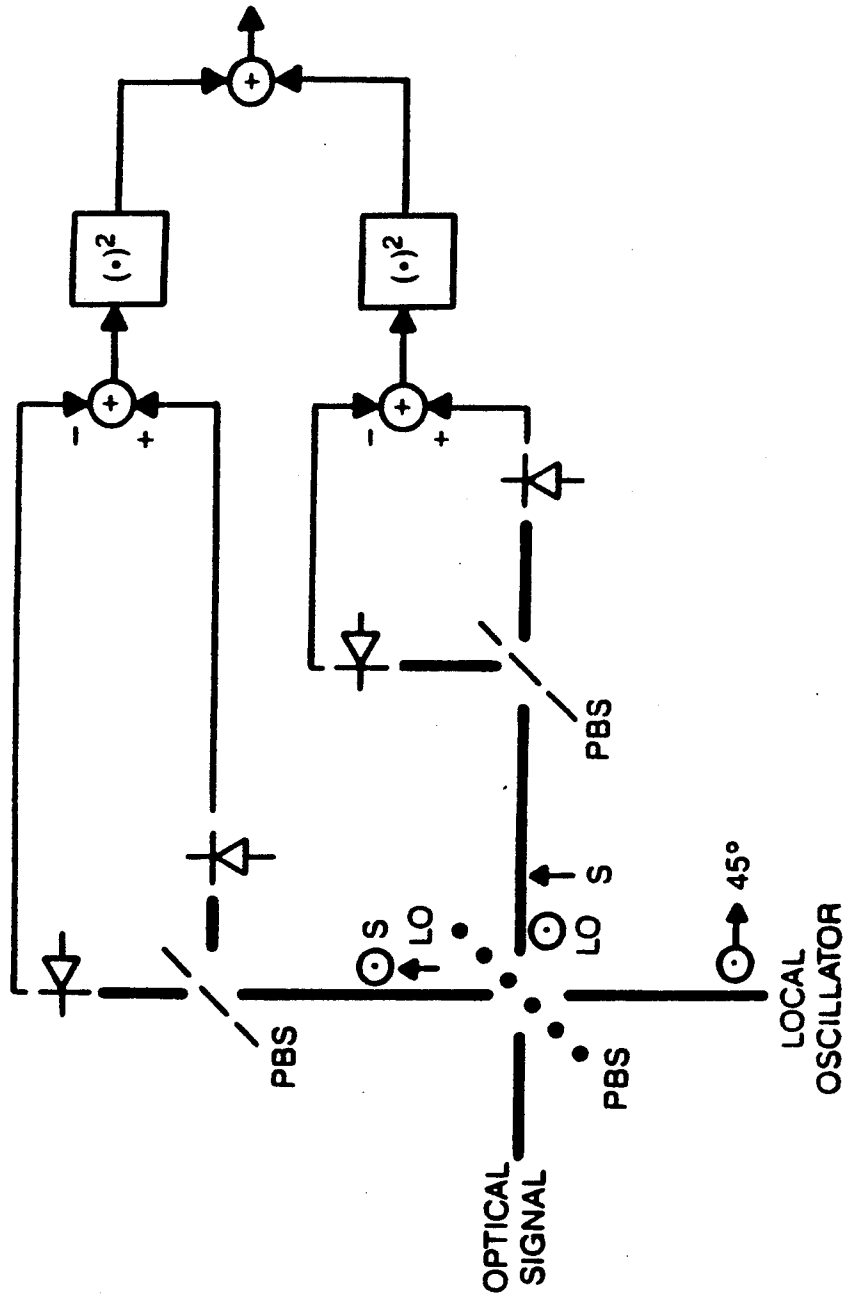 −
+
(·)²
+
+
PBS
−
S
+
(·)²
LO
+
OPTICAL
SIGNAL
LO
S
PBS
PBS
45°
LOCAL
OSCILLATOR